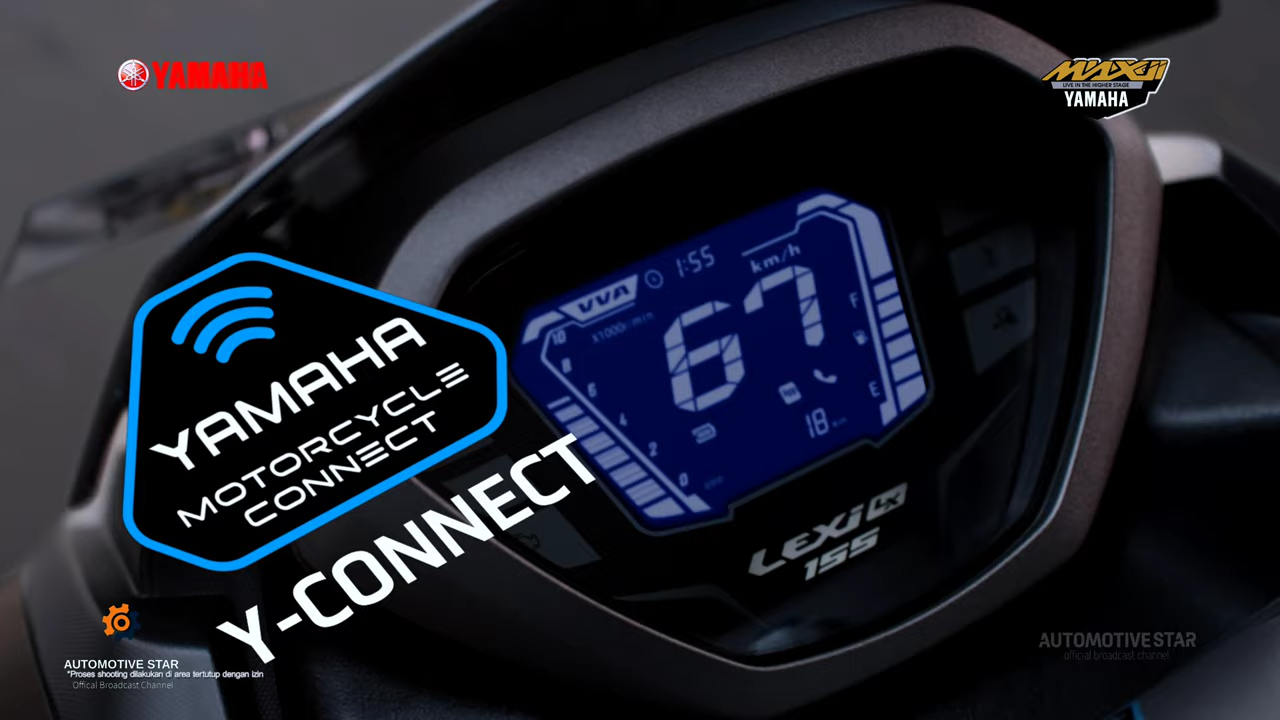 YAMAHA
MAXi
LIVE IN THE HIGHER STAGE
YAMAHA
YAMAHA
MOTORCYCLE
CONNECT
Y-CONNECT
VVA
1:55
km/h
67
10
8
6
4
2
0
F
E
18
LEXi LX
155
AUTOMOTIVE STAR
*Proses shooting dilakukan di area tertutup dengan izin
Offical Broadcast Channel
AUTOMOTIVE STAR
official broadcast channel